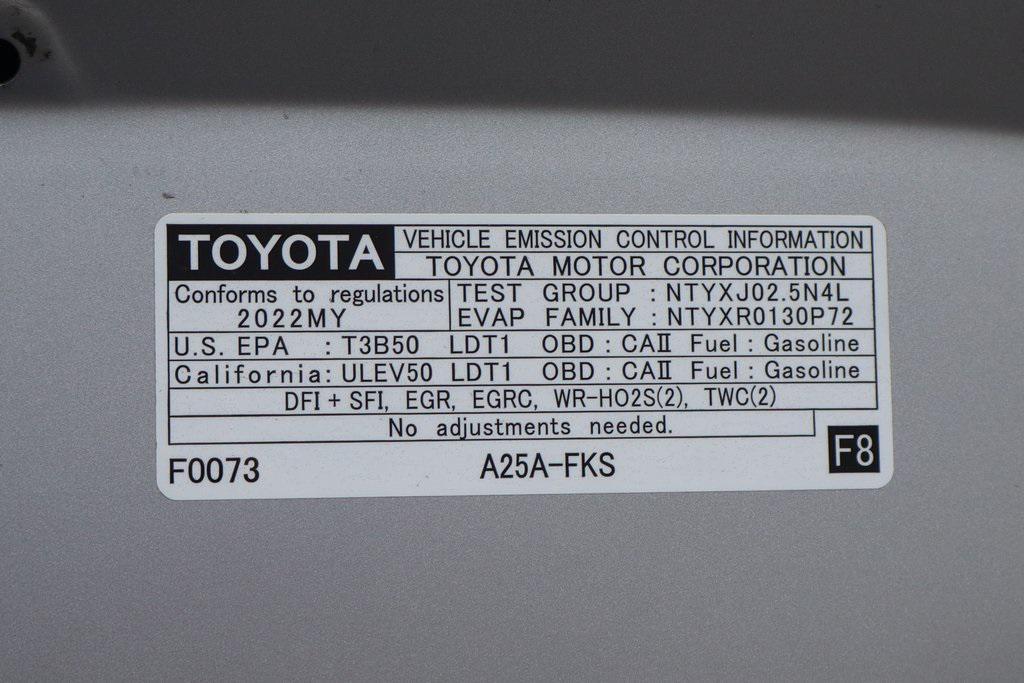 TOYOTA VEHICLE EMISSION CONTROL INFORMATION
TOYOTA MOTOR CORPORATION
Conforms to regulations
2022MY
TEST GROUP : NTYXJ02.5N4L
EVAP FAMILY : NTYXR0130P72
U.S. EPA : T3B50 LDT1 OBD : CAⅡ Fuel : Gasoline
California: ULEV50 LDT1 OBD : CAⅡ Fuel : Gasoline
DFI + SFI, EGR, EGRC, WR-HO2S(2), TWC(2)
No adjustments needed.
F0073 A25A-FKS F8